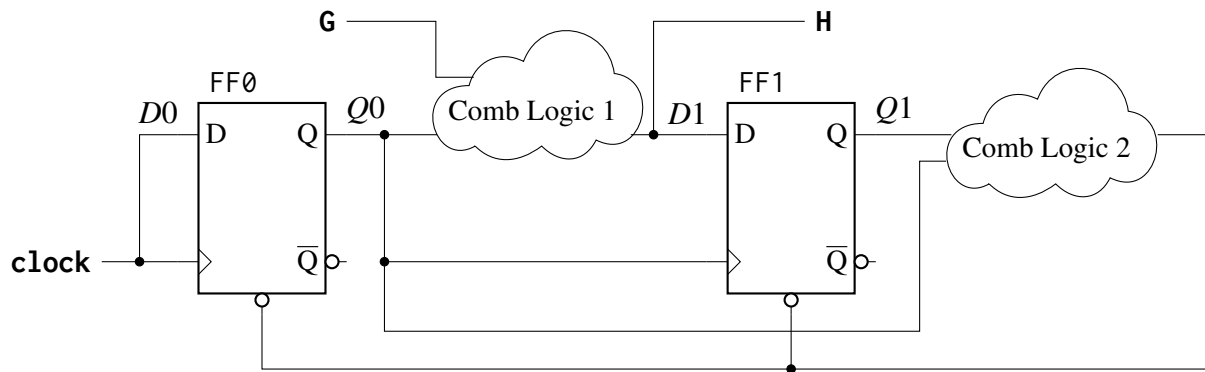 G
H
FF0
FF1
D0
Q0
Comb Logic 1
D1
Q1
D
Q
D
Q
Comb Logic 2
clock
Q̅
Q̅